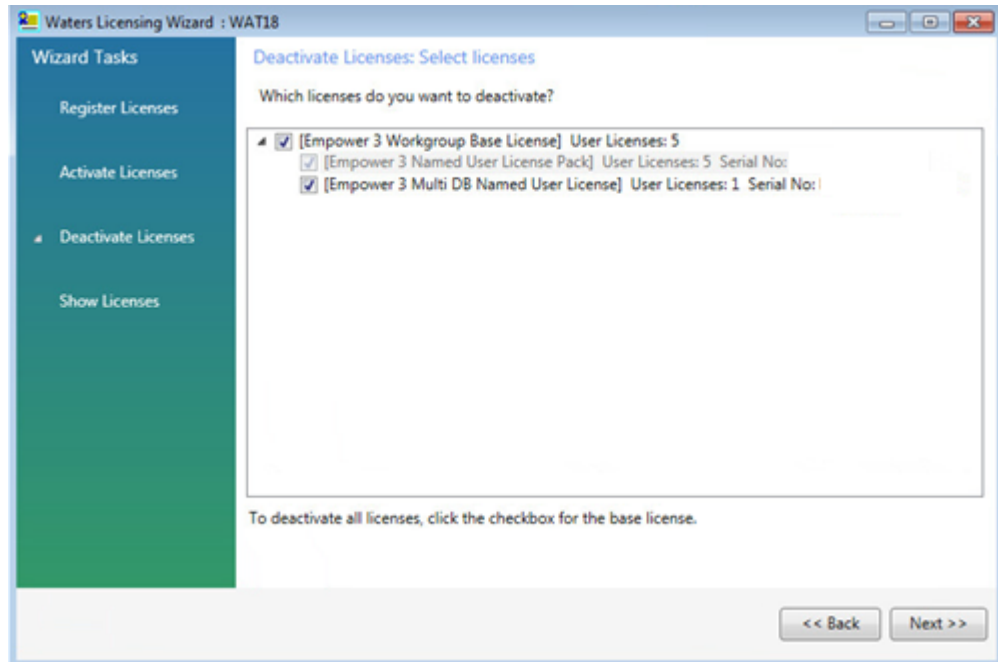 Waters Licensing Wizard : WAT18
Wizard Tasks
Register Licenses
Activate Licenses
Deactivate Licenses
Show Licenses
Deactivate Licenses: Select licenses
Which licenses do you want to deactivate?
[Empower 3 Workgroup Base License] User Licenses: 5
[Empower 3 Named User License Pack] User Licenses: 5 Serial No:
[Empower 3 Multi DB Named User License] User Licenses: 1 Serial No:
To deactivate all licenses, click the checkbox for the base license.
<< Back
Next >>